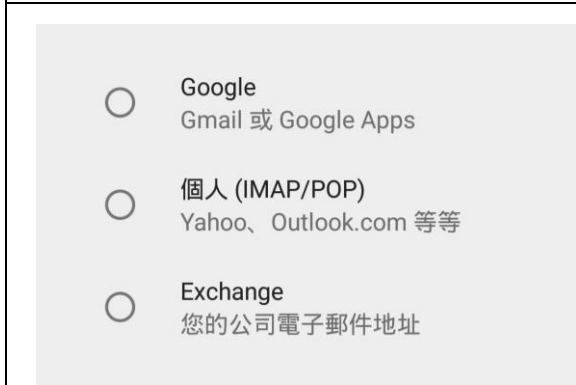 Google
Gmail 或 Google Apps
個人 (IMAP/POP)
Yahoo、Outlook.com 等等
Exchange
您的公司電子郵件地址